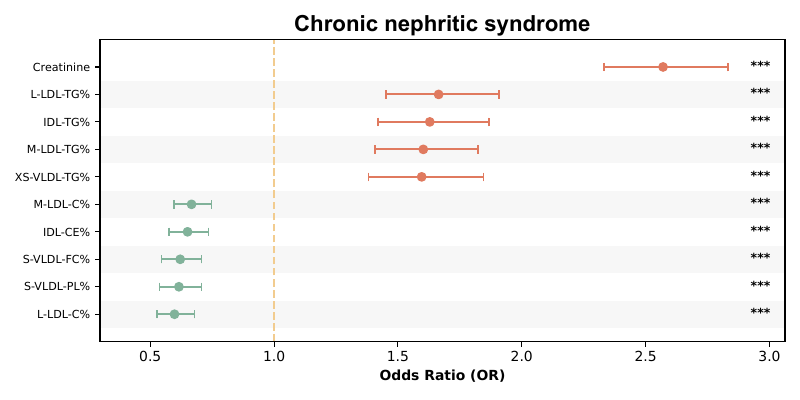 Chronic nephritic syndrome
Creatinine ***
L-LDL-TG% ***
IDL-TG% ***
M-LDL-TG% ***
XS-VLDL-TG% ***
M-LDL-C% ***
IDL-CE% ***
S-VLDL-FC% ***
S-VLDL-PL% ***
L-LDL-C% ***
0.5 1.0 1.5 2.0 2.5 3.0
Odds Ratio (OR)